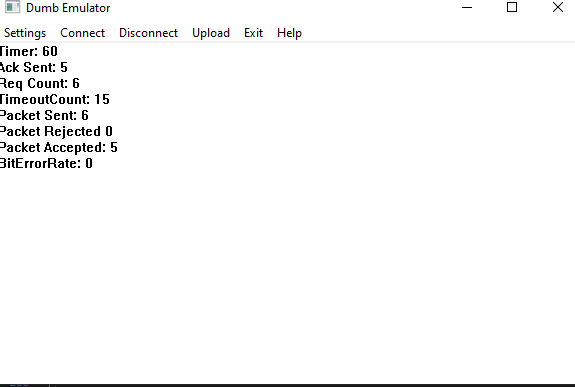 Dumb Emulator
Settings Connect Disconnect Upload Exit Help
Timer: 60
Ack Sent: 5
Req Count: 6
TimeoutCount: 15
Packet Sent: 6
Packet Rejected 0
Packet Accepted: 5
BitErrorRate: 0